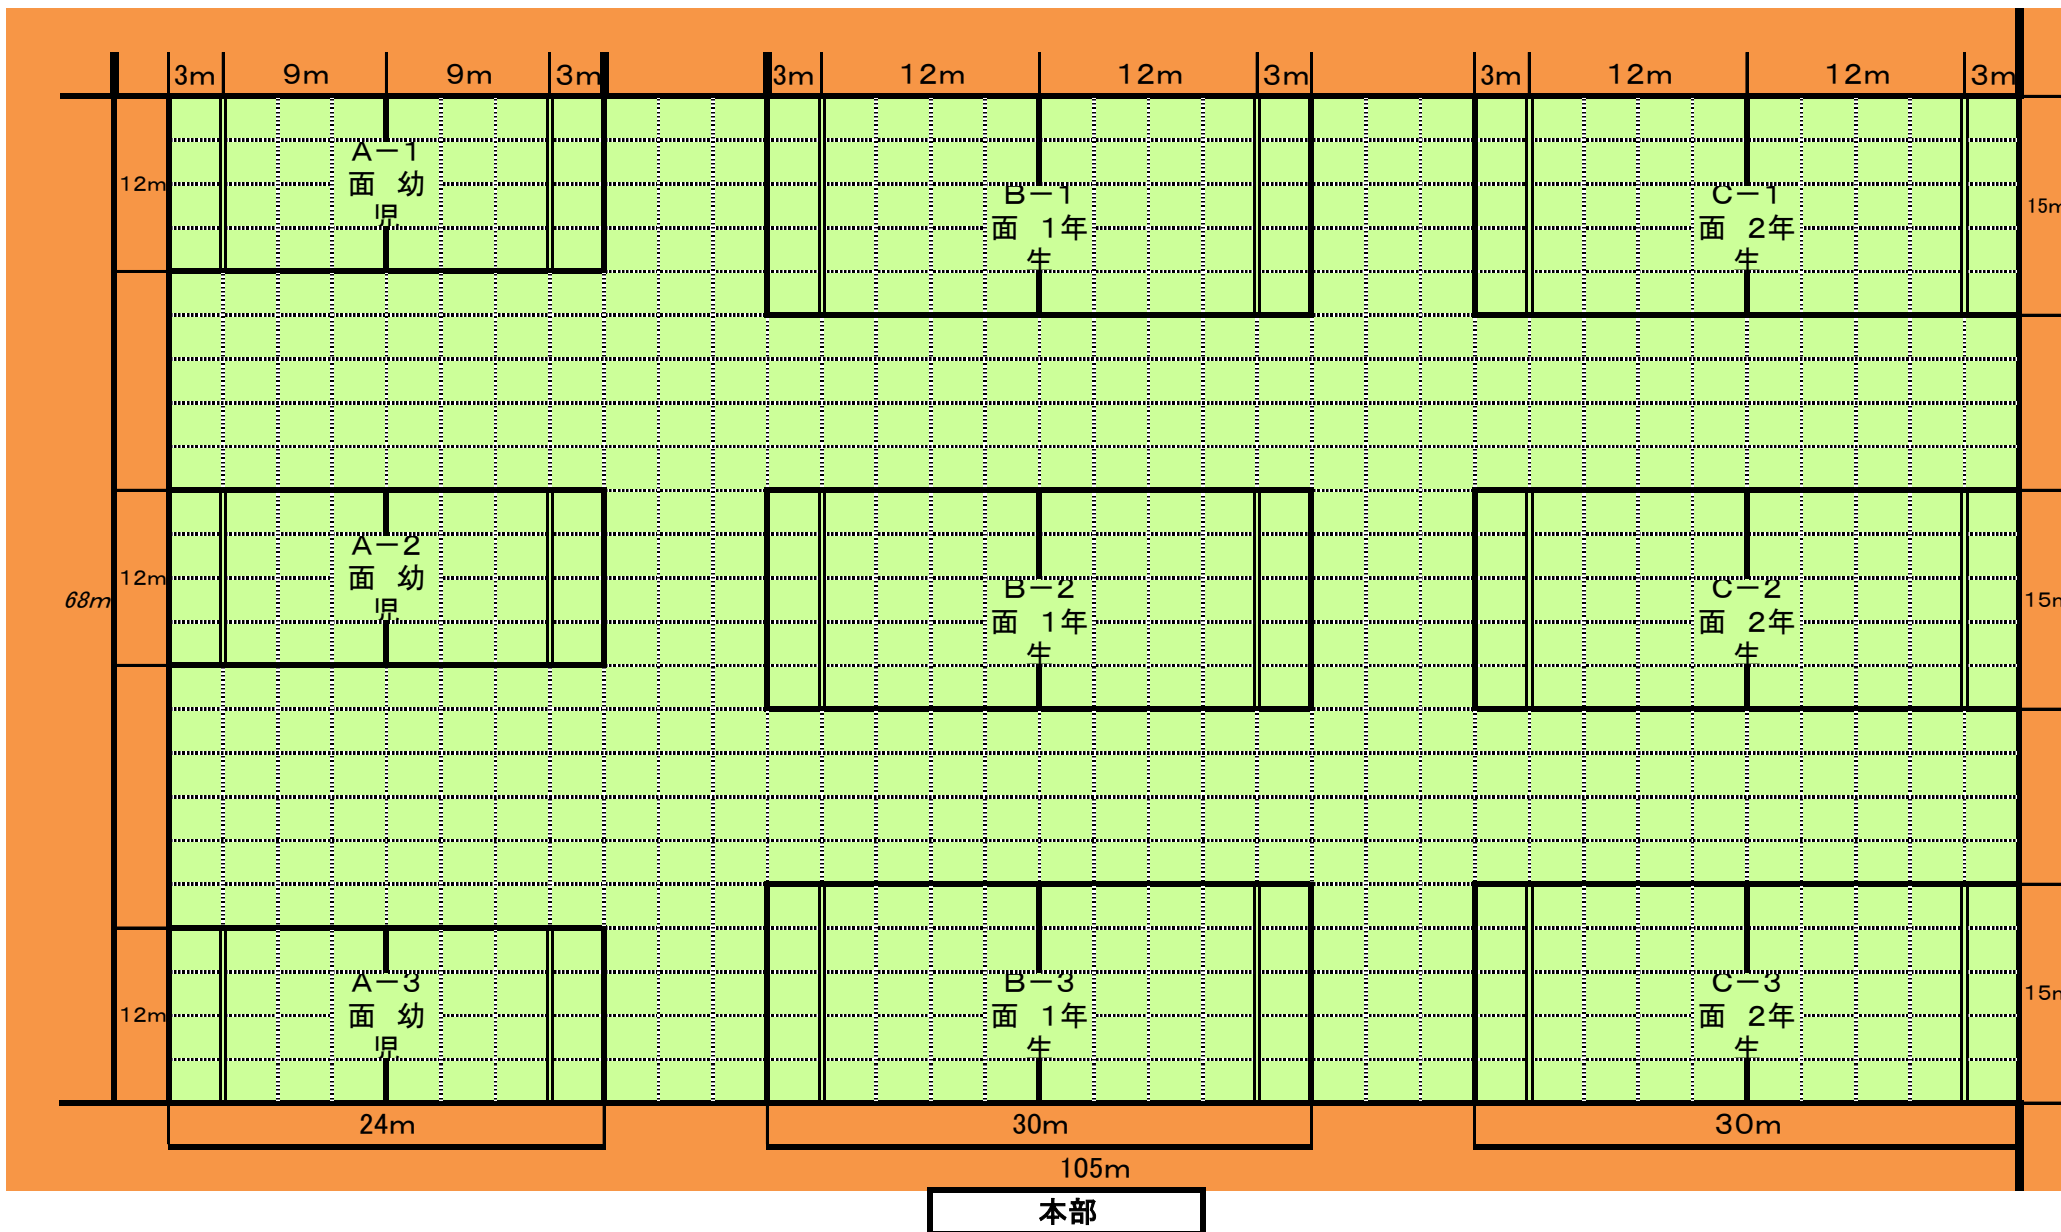 3m 9m 9m 3m 3m 12m 12m 3m 3m 12m 12m 3m
A-1
面 幼
児
12m
B-1
面 1年
生
C-1
面 2年
生
15m
A-2
面 幼
児
12m
68m
B-2
面 1年
生
C-2
面 2年
生
15m
A-3
面 幼
児
12m
B-3
面 1年
生
C-3
面 2年
生
15m
24m 30m 30m
105m
本部